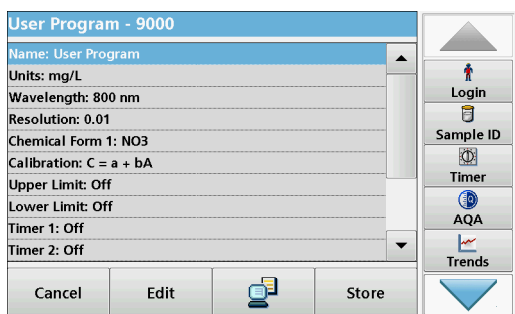 User Program - 9000
Name: User Program
Units: mg/L
Wavelength: 800 nm
Resolution: 0.01
Chemical Form 1: NO3
Calibration: C = a + bA
Upper Limit: Off
Lower Limit: Off
Timer 1: Off
Timer 2: Off
Cancel
Edit
Store
Login
Sample ID
Timer
AQA
Trends